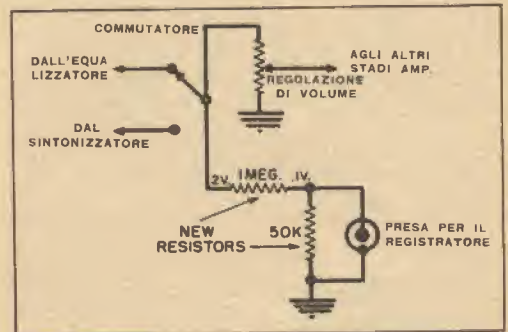 COMMUTATORE
DALL'EQUA
LIZZATORE
AGLI ALTRI
STADI AMP.
REGOLAZIONE
DI VOLUME
DAL
SINTONIZZATORE
2V. 1MEG. .1V.
NEW
RESISTORS
50K
PRESA PER IL
REGISTRATORE